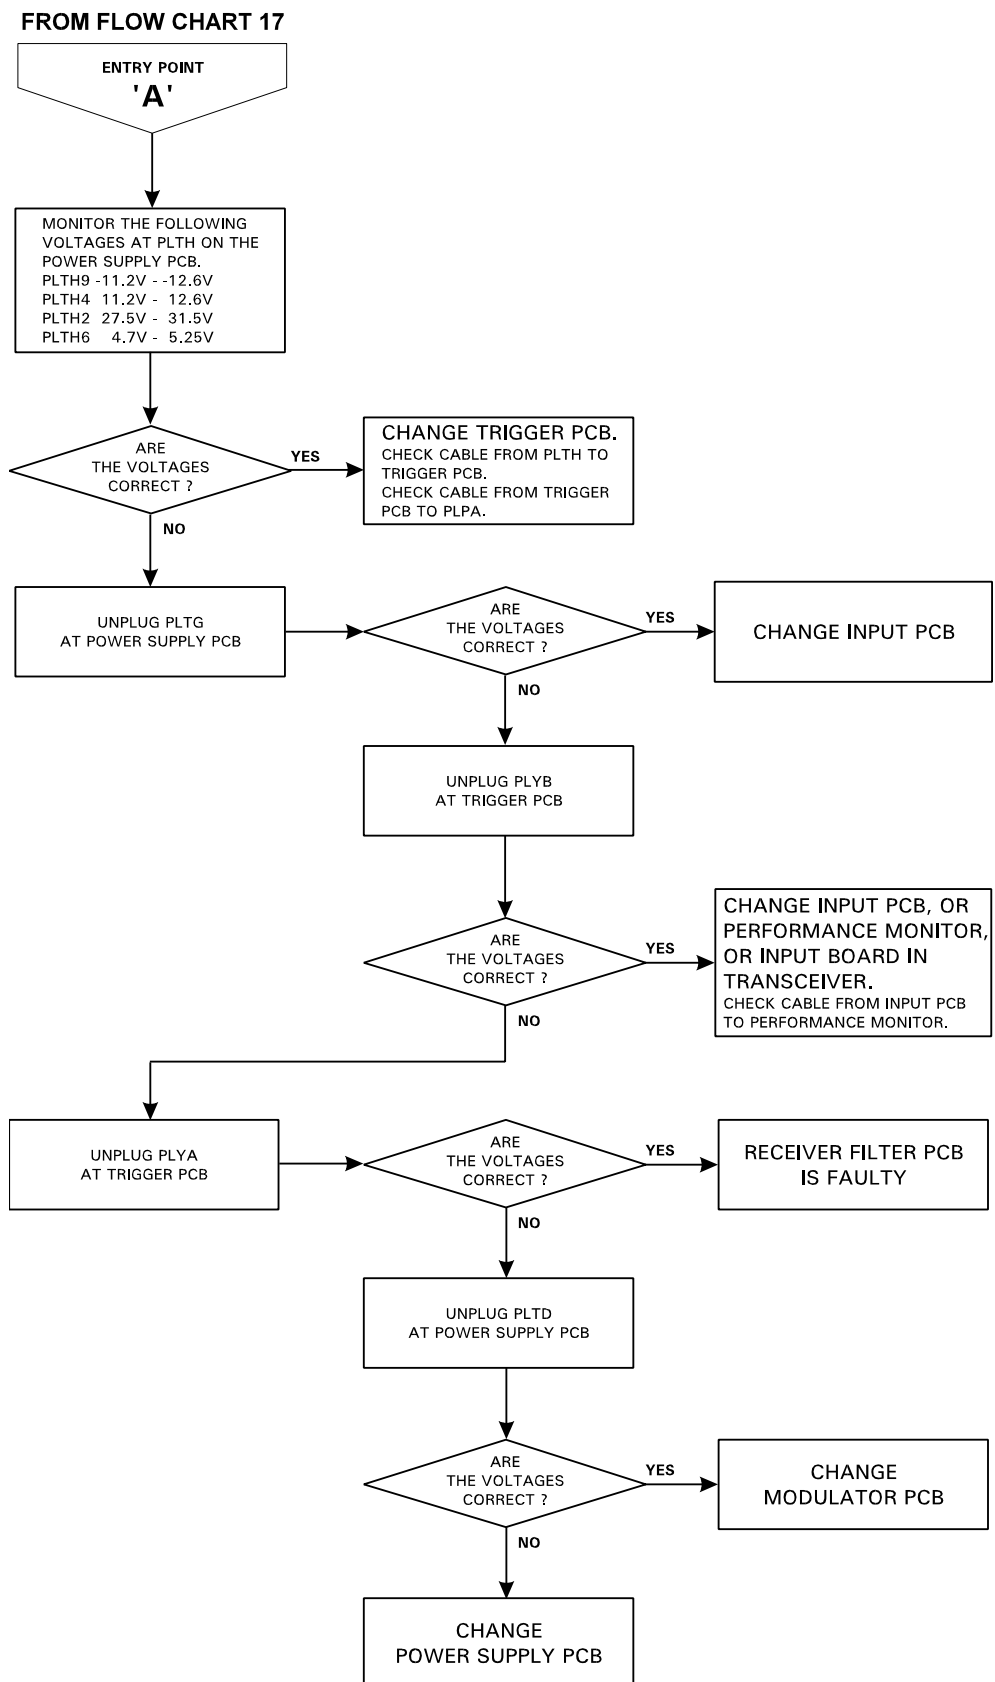 FROM FLOW CHART 17
ENTRY POINT
'A'
MONITOR THE FOLLOWING
VOLTAGES AT PLTH ON THE
POWER SUPPLY PCB.
PLTH9 -11.2V - -12.6V
PLTH4 11.2V - 12.6V
PLTH2 27.5V - 31.5V
PLTH6 4.7V - 5.25V
ARE
THE VOLTAGES
CORRECT ?
YES
CHANGE TRIGGER PCB.
CHECK CABLE FROM PLTH TO
TRIGGER PCB.
CHECK CABLE FROM TRIGGER
PCB TO PLPA.
NO
UNPLUG PLTG
AT POWER SUPPLY PCB
ARE
THE VOLTAGES
CORRECT ?
YES
CHANGE INPUT PCB
NO
UNPLUG PLYB
AT TRIGGER PCB
ARE
THE VOLTAGES
CORRECT ?
YES
CHANGE INPUT PCB, OR
PERFORMANCE MONITOR,
OR INPUT BOARD IN
TRANSCEIVER.
CHECK CABLE FROM INPUT PCB
TO PERFORMANCE MONITOR.
NO
UNPLUG PLYA
AT TRIGGER PCB
ARE
THE VOLTAGES
CORRECT ?
YES
RECEIVER FILTER PCB
IS FAULTY
NO
UNPLUG PLTD
AT POWER SUPPLY PCB
ARE
THE VOLTAGES
CORRECT ?
YES
CHANGE
MODULATOR PCB
NO
CHANGE
POWER SUPPLY PCB